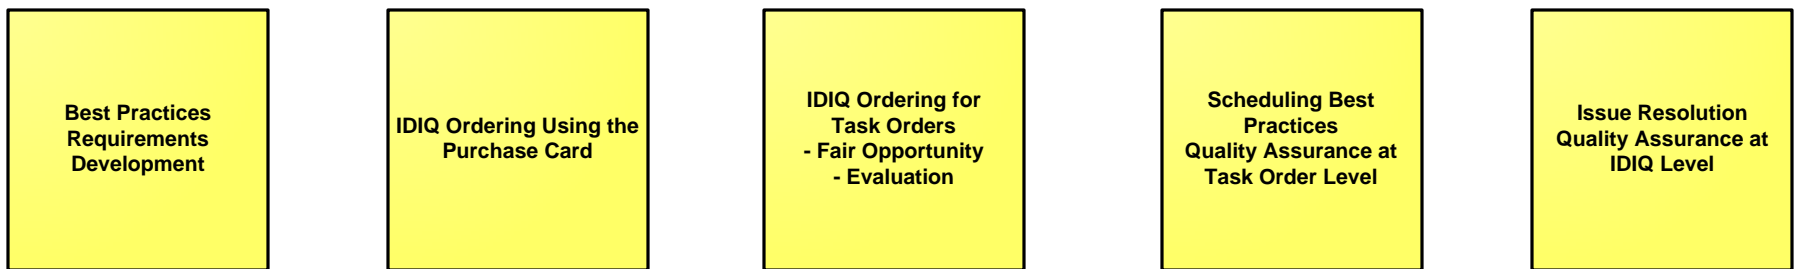 Best Practices
Requirements
Development
IDIQ Ordering Using the
Purchase Card
IDIQ Ordering for
Task Orders
- Fair Opportunity
- Evaluation
Scheduling Best
Practices
Quality Assurance at
Task Order Level
Issue Resolution
Quality Assurance at
IDIQ Level